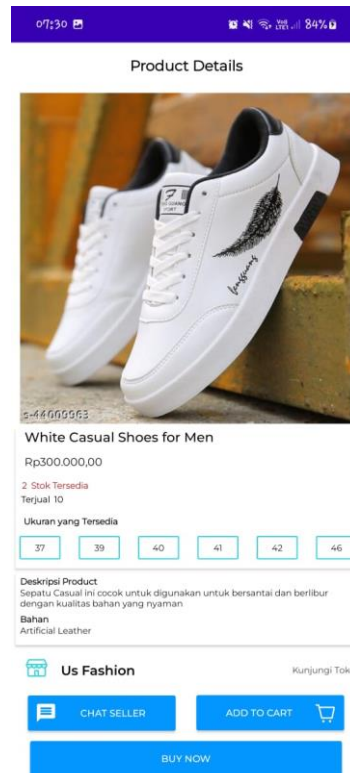 07:30
84%
Product Details
s-44009963
White Casual Shoes for Men
Rp300.000,00
2 Stok Tersedia
Terjual 10
Ukuran yang Tersedia
37 39 40 41 42 46
Deskripsi Product
Sepatu Casual ini cocok untuk digunakan untuk bersantai dan berlibur
dengan kualitas bahan yang nyaman
Bahan
Artificial Leather
Us Fashion
Kunjungi Tok
CHAT SELLER
ADD TO CART
BUY NOW